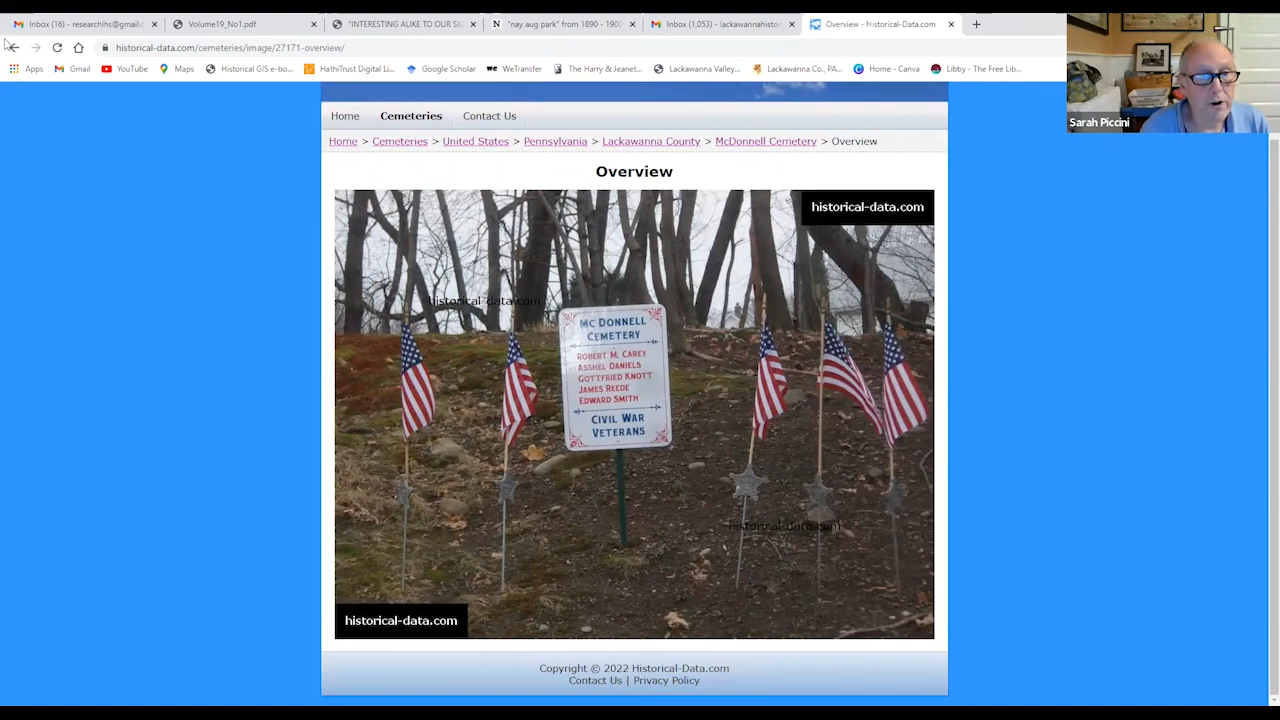 Inbox (16) - researchlhs@gmail.c
Volume19_No1.pdf
"INTERESTING ALIKE TO OUR SI
"nay aug park" from 1890 - 1900
Inbox (1,053) - lackawannahistor
Overview - Historical-Data.com
historical-data.com/cemeteries/image/27171-overview/
Apps
Gmail
YouTube
Maps
Historical GIS e-bo...
HathiTrust Digital Li...
Google Scholar
WeTransfer
The Harry & Jeanet...
Lackawanna Valley...
Lackawanna Co., PA...
Home - Canva
Libby - The Free Lib...
Sarah Piccini
Home Cemeteries Contact Us
Home > Cemeteries > United States > Pennsylvania > Lackawanna County > McDonnell Cemetery > Overview
Overview
historical-data.com
historical-data.com
MC DONNELL
CEMETERY
ROBERT M. CAREY
ASSHEL DANIELS
GOTTFRIED KNOTT
JAMES REEDE
EDWARD SMITH
CIVIL WAR
VETERANS
historical-data.com
historical-data.com
Copyright © 2022 Historical-Data.com
Contact Us | Privacy Policy